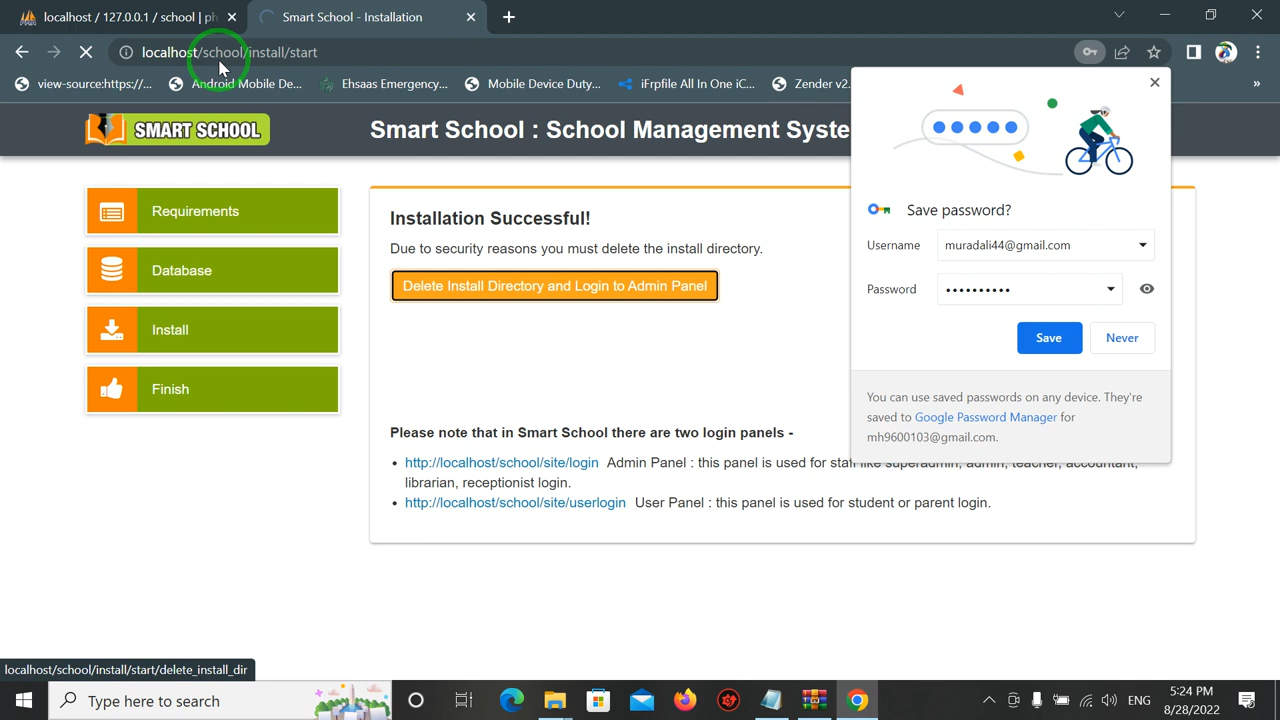 localhost / 127.0.0.1 / school | ph
Smart School - Installation
localhost/school/install/start
view-source:https://...
Android Mobile De...
Ehsaas Emergency,...
Mobile Device Duty,...
iFrpfile All In One iC...
Zender v2.
SMART SCHOOL
Smart School : School Management Syste
Requirements
Database
Install
Finish
Installation Successful!
Due to security reasons you must delete the install directory.
Delete Install Directory and Login to Admin Panel
Please note that in Smart School there are two login panels -
• http://localhost/school/site/login Admin Panel : this panel is used for staff like superadmin, admin, teacher, accountant,
librarian, receptionist login.
• http://localhost/school/site/userlogin User Panel : this panel is used for student or parent login.
Save password?
Username muradali44@gmail.com
Password ••••••••••
Save Never
You can use saved passwords on any device. They're
saved to Google Password Manager for
mh9600103@gmail.com.
localhost/school/install/start/delete_install_dir
Type here to search
ENG
5:24 PM
8/28/2022